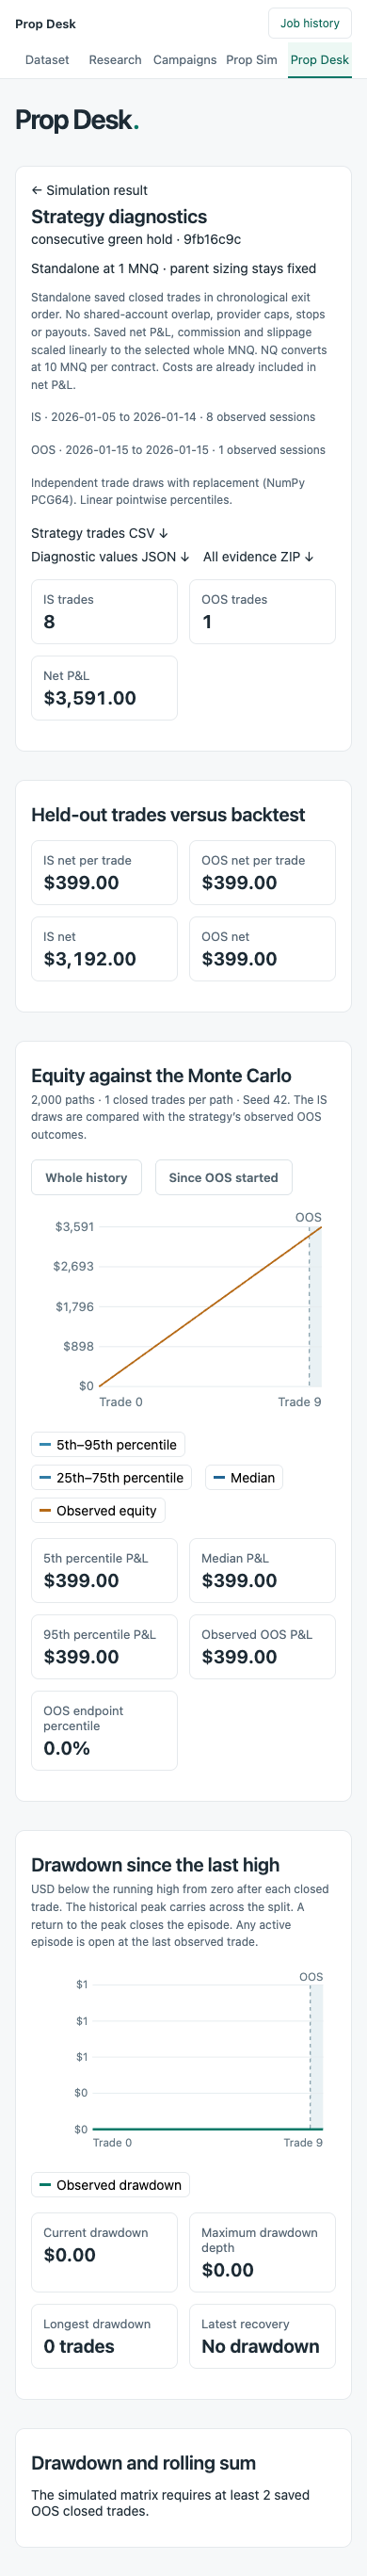 Prop Desk
Job history
Dataset
Research
Campaigns
Prop Sim
Prop Desk
Prop Desk.
← Simulation result
Strategy diagnostics
consecutive green hold · 9fb16c9c
Standalone at 1 MNQ · parent sizing stays fixed
Standalone saved closed trades in chronological exit
order. No shared-account overlap, provider caps, stops
or payouts. Saved net P&L, commission and slippage
scaled linearly to the selected whole MNQ. NQ converts
at 10 MNQ per contract. Costs are already included in
net P&L.
IS · 2026-01-05 to 2026-01-14 · 8 observed sessions
OOS · 2026-01-15 to 2026-01-15 · 1 observed sessions
Independent trade draws with replacement (NumPy
PCG64). Linear pointwise percentiles.
Strategy trades CSV ↓
Diagnostic values JSON ↓
All evidence ZIP ↓
IS trades
8
OOS trades
1
Net P&L
$3,591.00
Held-out trades versus backtest
IS net per trade
$399.00
OOS net per trade
$399.00
IS net
$3,192.00
OOS net
$399.00
Equity against the Monte Carlo
2,000 paths · 1 closed trades per path · Seed 42. The IS
draws are compared with the strategy's observed OOS
outcomes.
Whole history
Since OOS started
OOS
$3,591
$2,693
$1,796
$898
$0
Trade 0
Trade 9
5th–95th percentile
25th–75th percentile
Median
Observed equity
5th percentile P&L
$399.00
Median P&L
$399.00
95th percentile P&L
$399.00
Observed OOS P&L
$399.00
OOS endpoint
percentile
0.0%
Drawdown since the last high
USD below the running high from zero after each closed
trade. The historical peak carries across the split. A
return to the peak closes the episode. Any active
episode is open at the last observed trade.
OOS
$1
$1
$1
$0
$0
Trade 0
Trade 9
Observed drawdown
Current drawdown
$0.00
Maximum drawdown
depth
$0.00
Longest drawdown
0 trades
Latest recovery
No drawdown
Drawdown and rolling sum
The simulated matrix requires at least 2 saved
OOS closed trades.